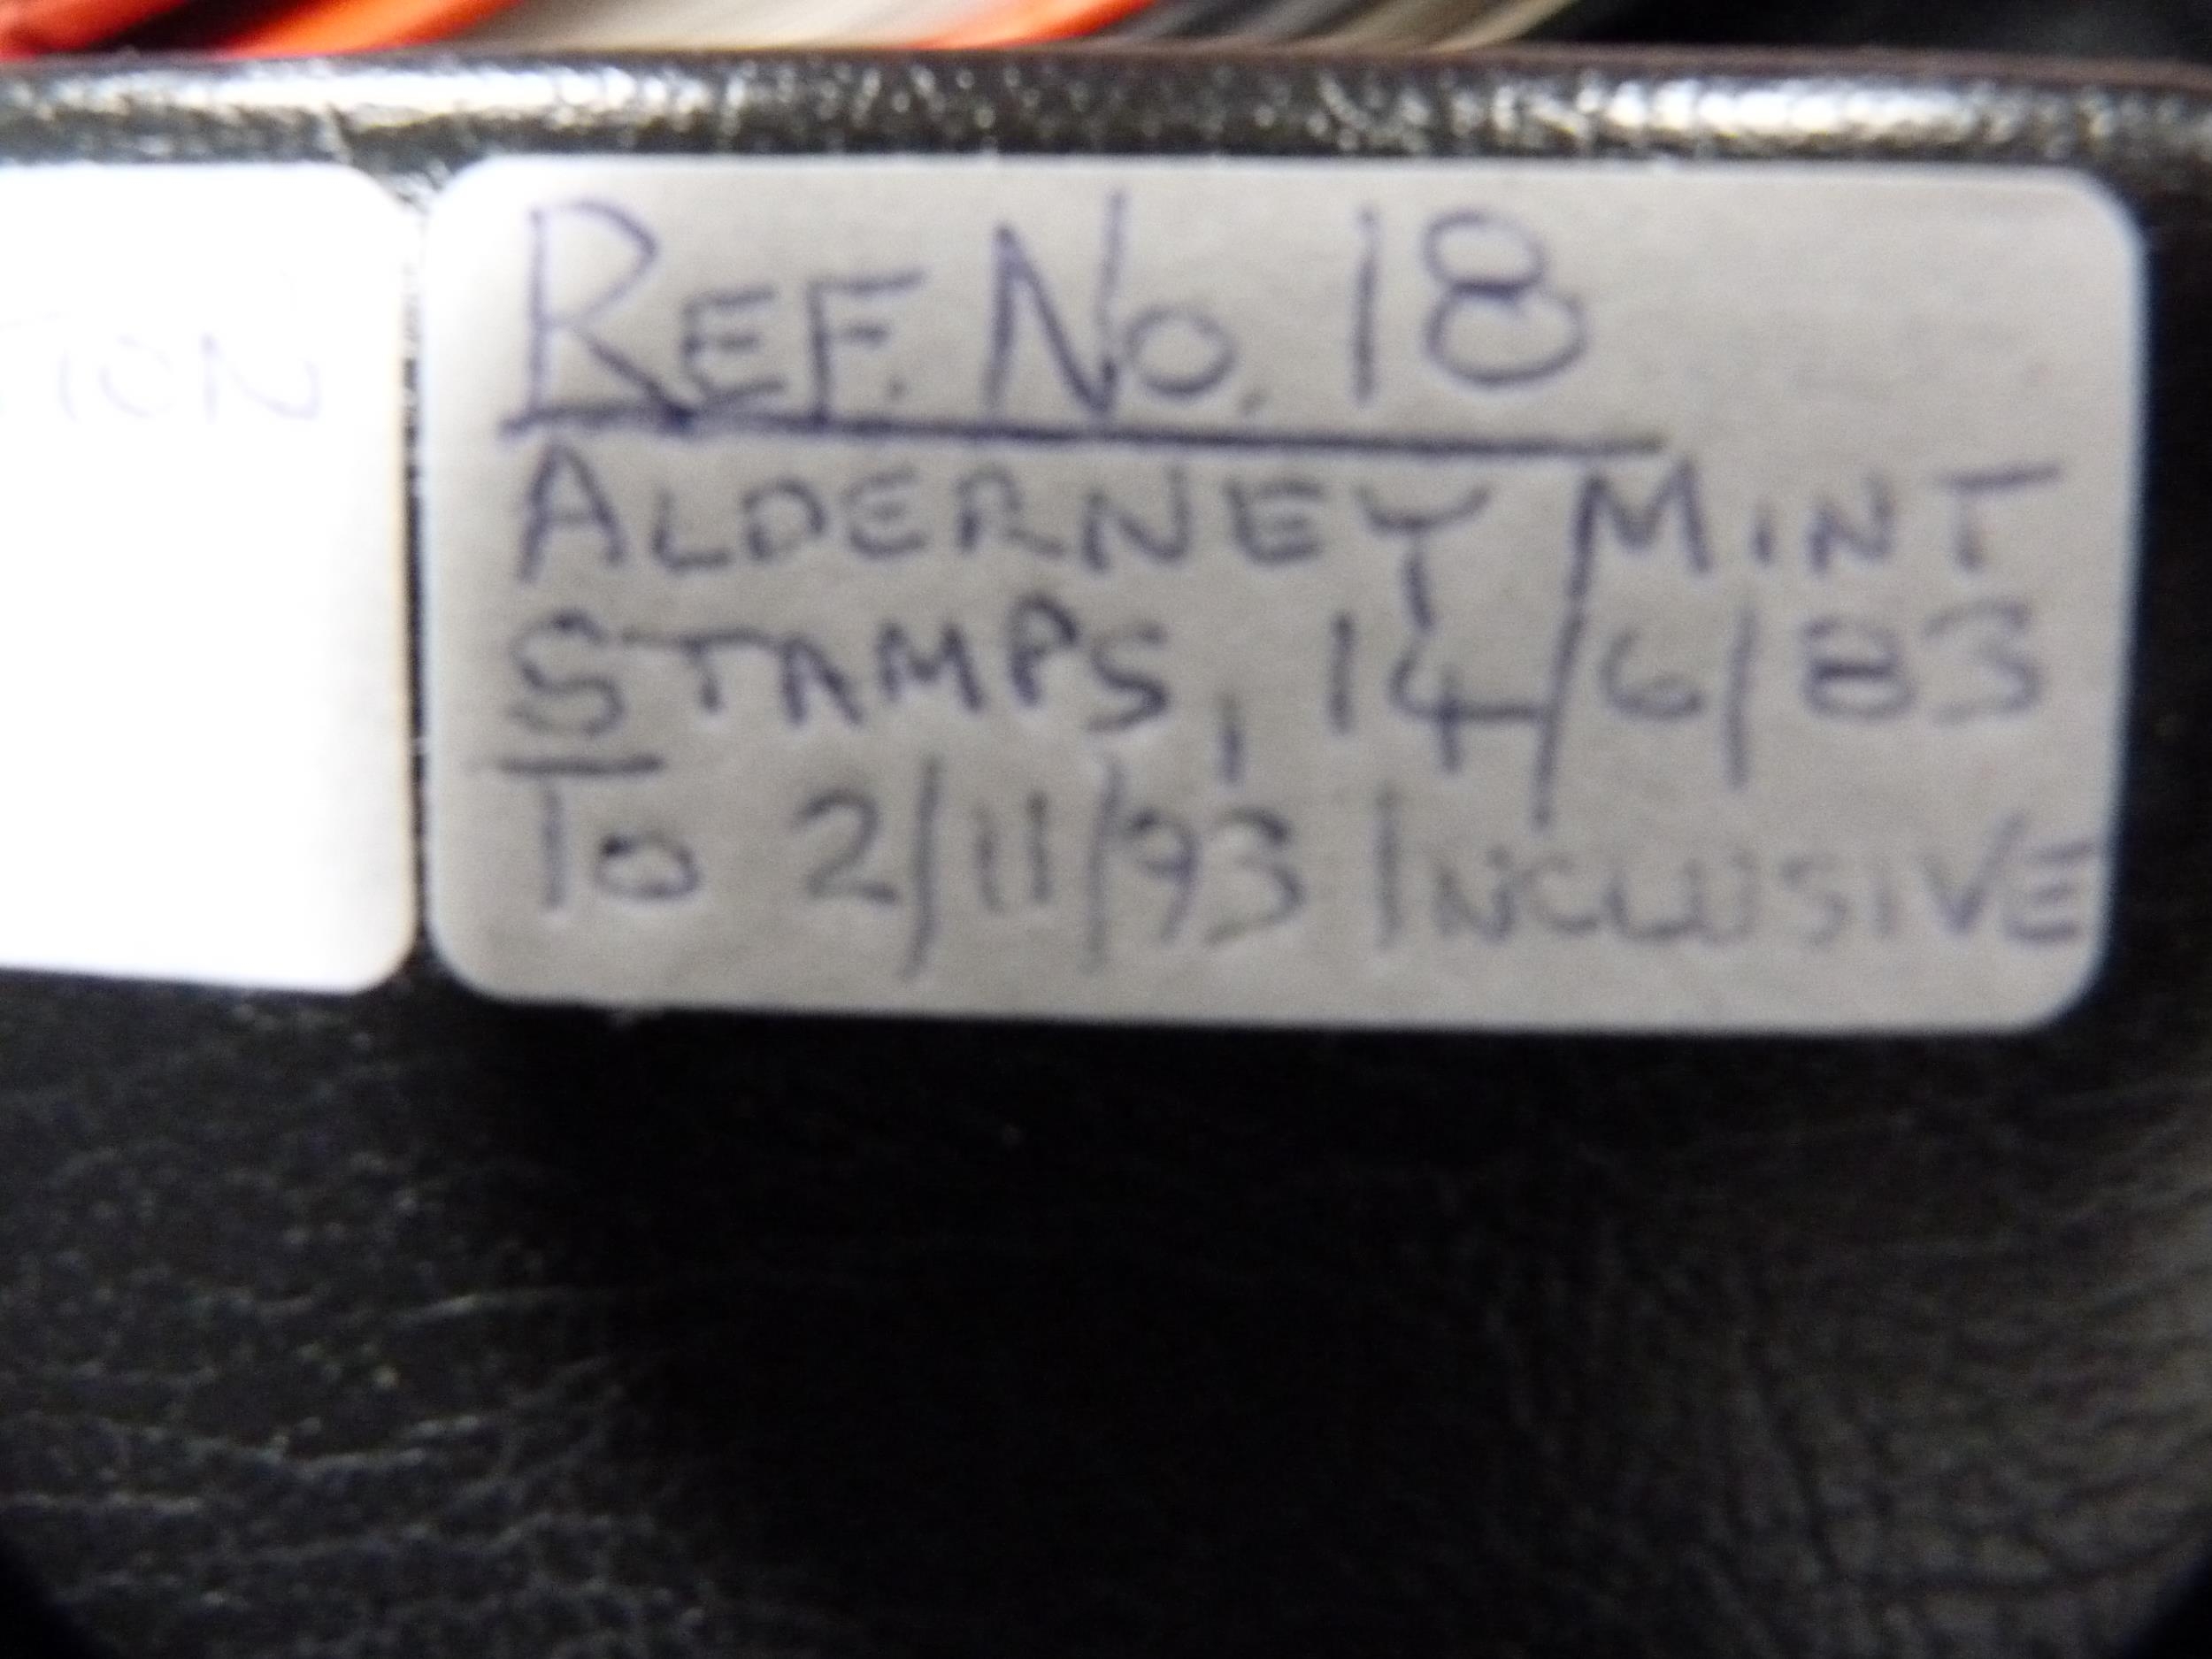 REF. No. 18
ALDERNEY MINT
STAMPS, 14/6/83
To 2/11/93 INCLUSIVE